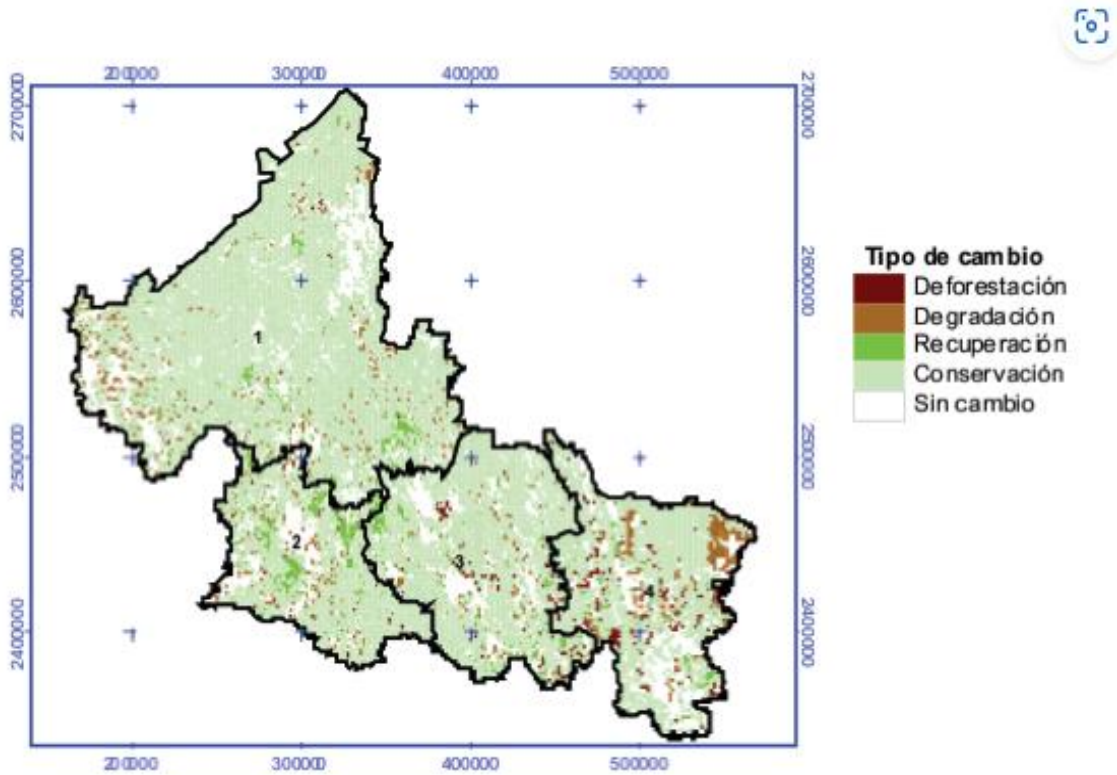 200000 300000 400000 500000
2700000 2700000
2600000 2600000
1
2500000 2500000
2
3
4
2400000 2400000
200000 300000 400000 500000
Tipo de cambio
Deforestación
Degradación
Recuperación
Conservación
Sin cambio